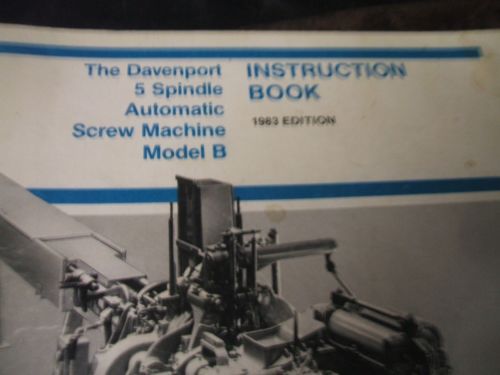 The Davenport
5 Spindle
Automatic
Screw Machine
Model B
INSTRUCTION
BOOK
1983 EDITION